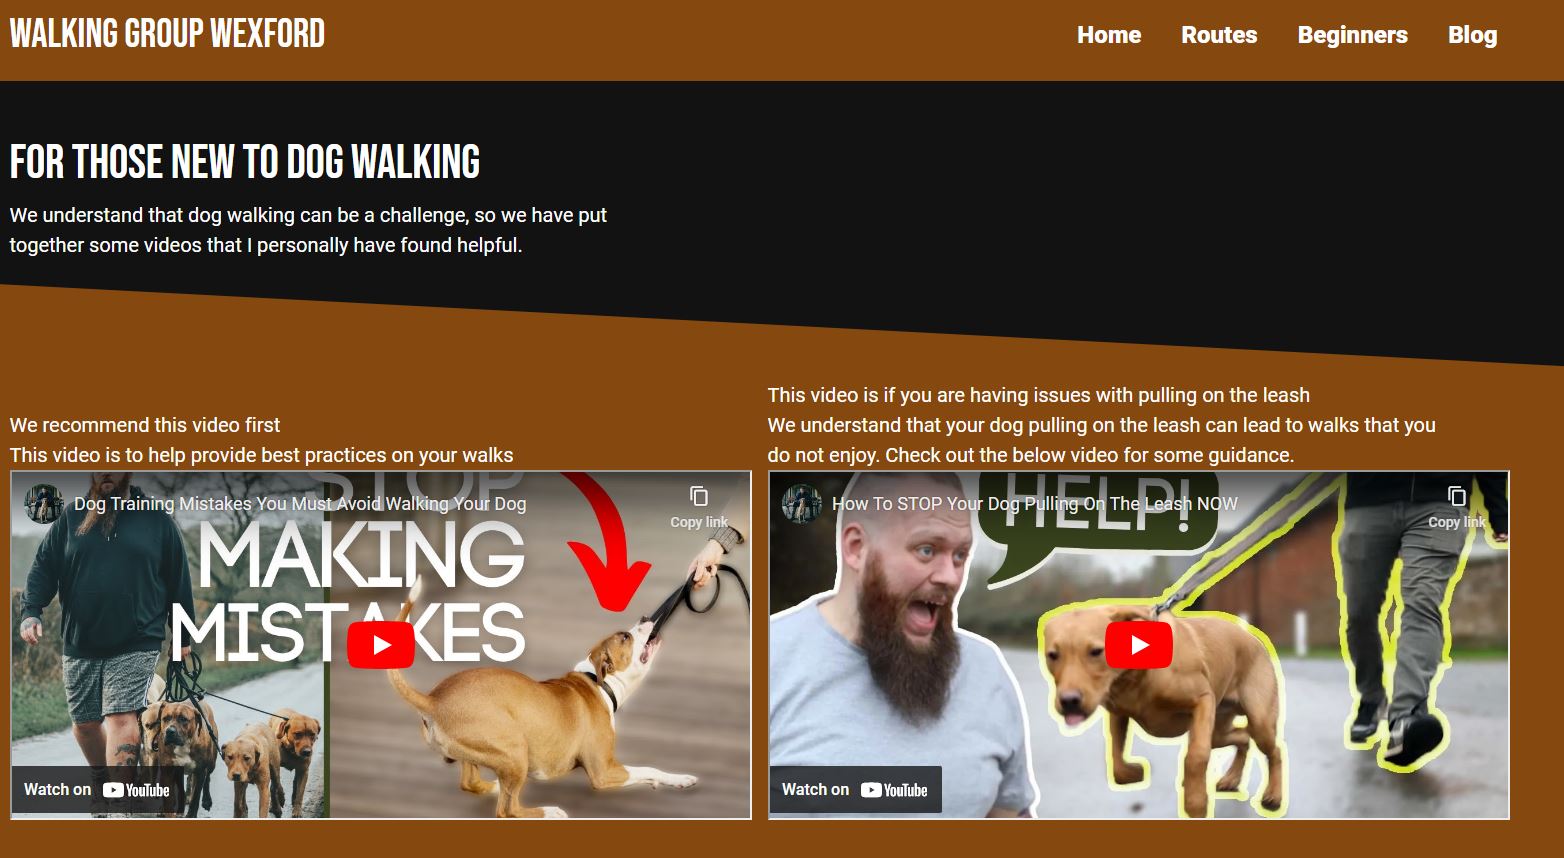 WALKING GROUP WEXFORD
Home Routes Beginners Blog
FOR THOSE NEW TO DOG WALKING
We understand that dog walking can be a challenge, so we have put
together some videos that I personally have found helpful.
We recommend this video first
This video is to help provide best practices on your walks
STOP
Dog Training Mistakes You Must Avoid Walking Your Dog
Copy link
MAKING
MISTAKES
Watch on YouTube
This video is if you are having issues with pulling on the leash
We understand that your dog pulling on the leash can lead to walks that you
do not enjoy. Check out the below video for some guidance.
HELP!
How To STOP Your Dog Pulling On The Leash NOW
Copy link
Watch on YouTube